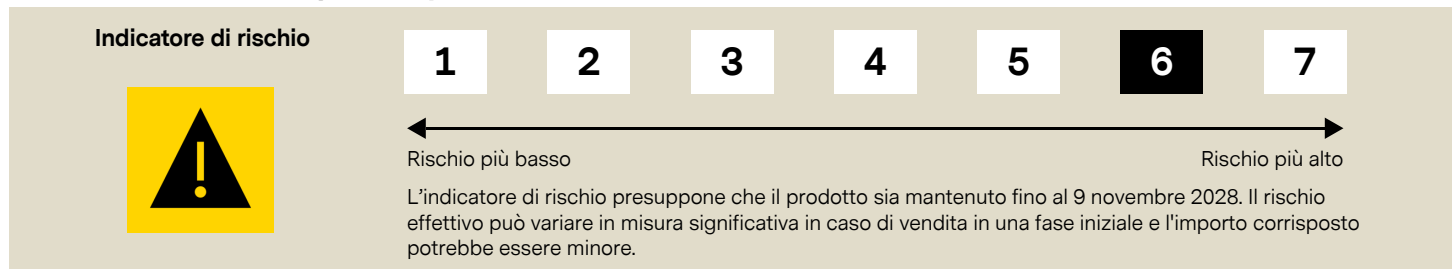 Indicatore di rischio
1 2 3 4 5 6 7
Rischio più basso Rischio più alto
L'indicatore di rischio presuppone che il prodotto sia mantenuto fino al 9 novembre 2028. Il rischio
effettivo può variare in misura significativa in caso di vendita in una fase iniziale e l'importo corrisposto
potrebbe essere minore.